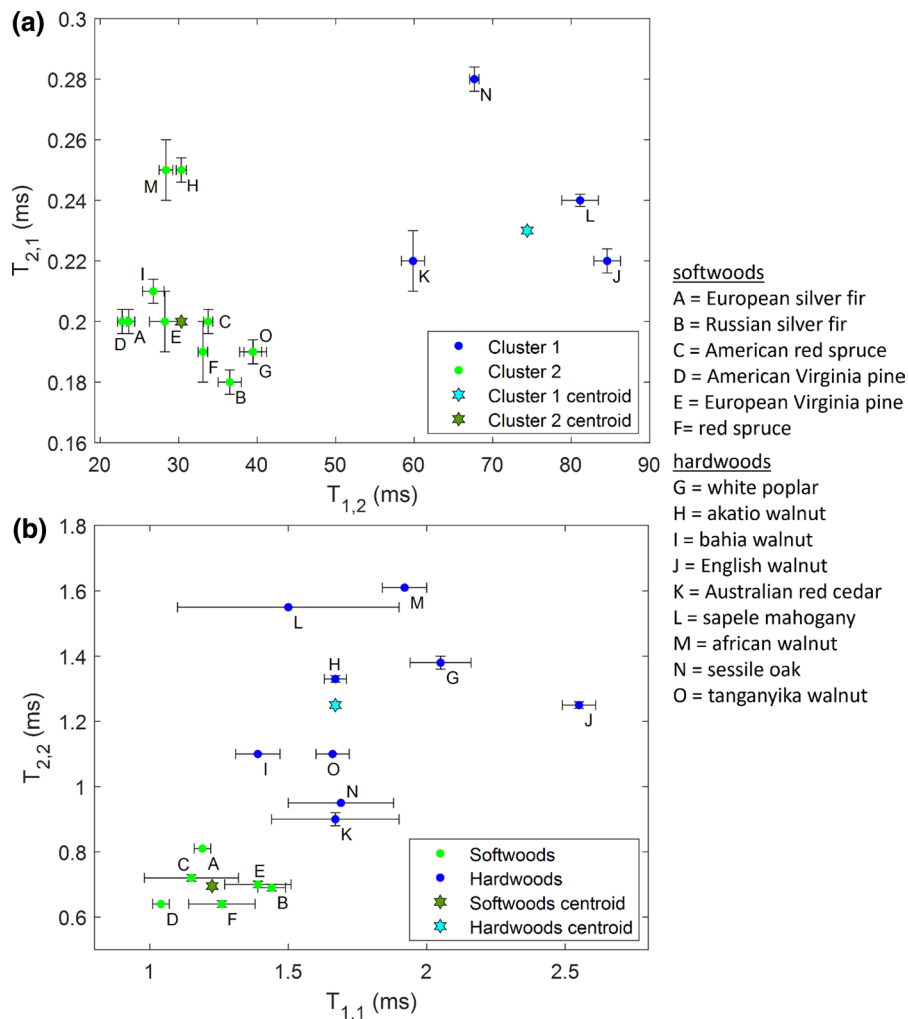 (a)
0.3
0.28
0.26
0.24
0.22
0.2
0.18
0.16
T2,1 (ms)
N
M
H
L
K
J
I
D
A
E
C
F
O
G
B
Cluster 1
Cluster 2
Cluster 1 centroid
Cluster 2 centroid
20 30 40 50 60 70 80 90
T1,2 (ms)
(b)
1.8
1.6
1.4
1.2
1
0.8
0.6
T2,2 (ms)
M
L
H
G
J
I
O
N
K
C
A
E
B
D
F
Softwoods
Hardwoods
Softwoods centroid
Hardwoods centroid
1 1.5 2 2.5
T1,1 (ms)
softwoods
A = European silver fir
B = Russian silver fir
C = American red spruce
D = American Virginia pine
E = European Virginia pine
F= red spruce
hardwoods
G = white poplar
H = akatio walnut
I = bahia walnut
J = English walnut
K = Australian red cedar
L = sapele mahogany
M = african walnut
N = sessile oak
O = tanganyika walnut